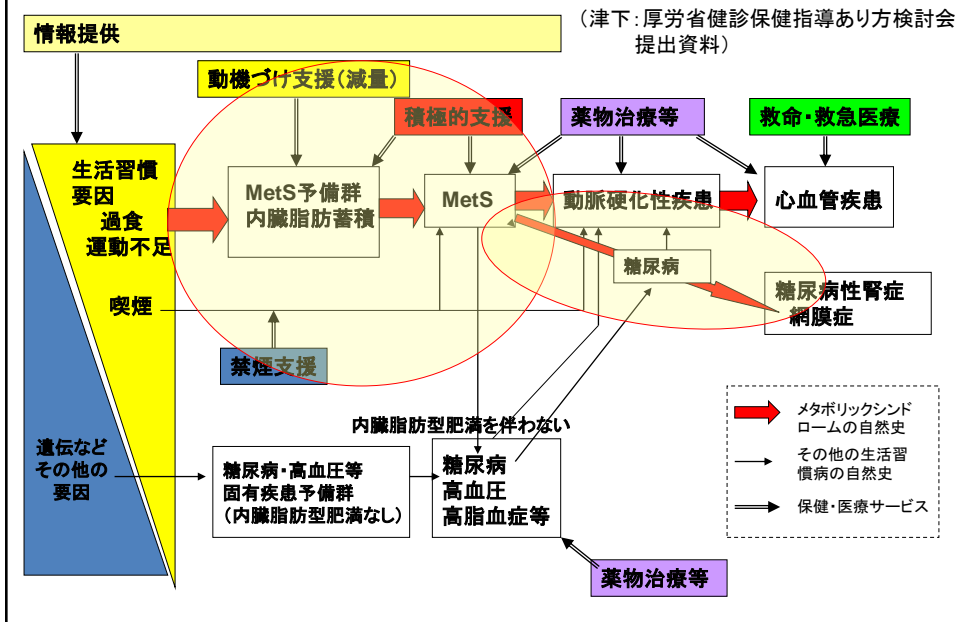 （津下：厚労省健診保健指導あり方検討会
提出資料）
情報提供
動機づけ支援（減量）
積極的支援
薬物治療等
救命・救急医療
生活習慣
要因
過食
運動不足
MetS予備群
内臓脂肪蓄積
MetS
動脈硬化性疾患
心血管疾患
糖尿病
糖尿病性腎症
網膜症
喫煙
禁煙支援
内臓脂肪型肥満を伴わない
遺伝など
その他の
要因
糖尿病・高血圧等
固有疾患予備群
（内臓脂肪型肥満なし）
糖尿病
高血圧
高脂血症等
薬物治療等
メタボリックシンド
ロームの自然史
その他の生活習
慣病の自然史
保健・医療サービス